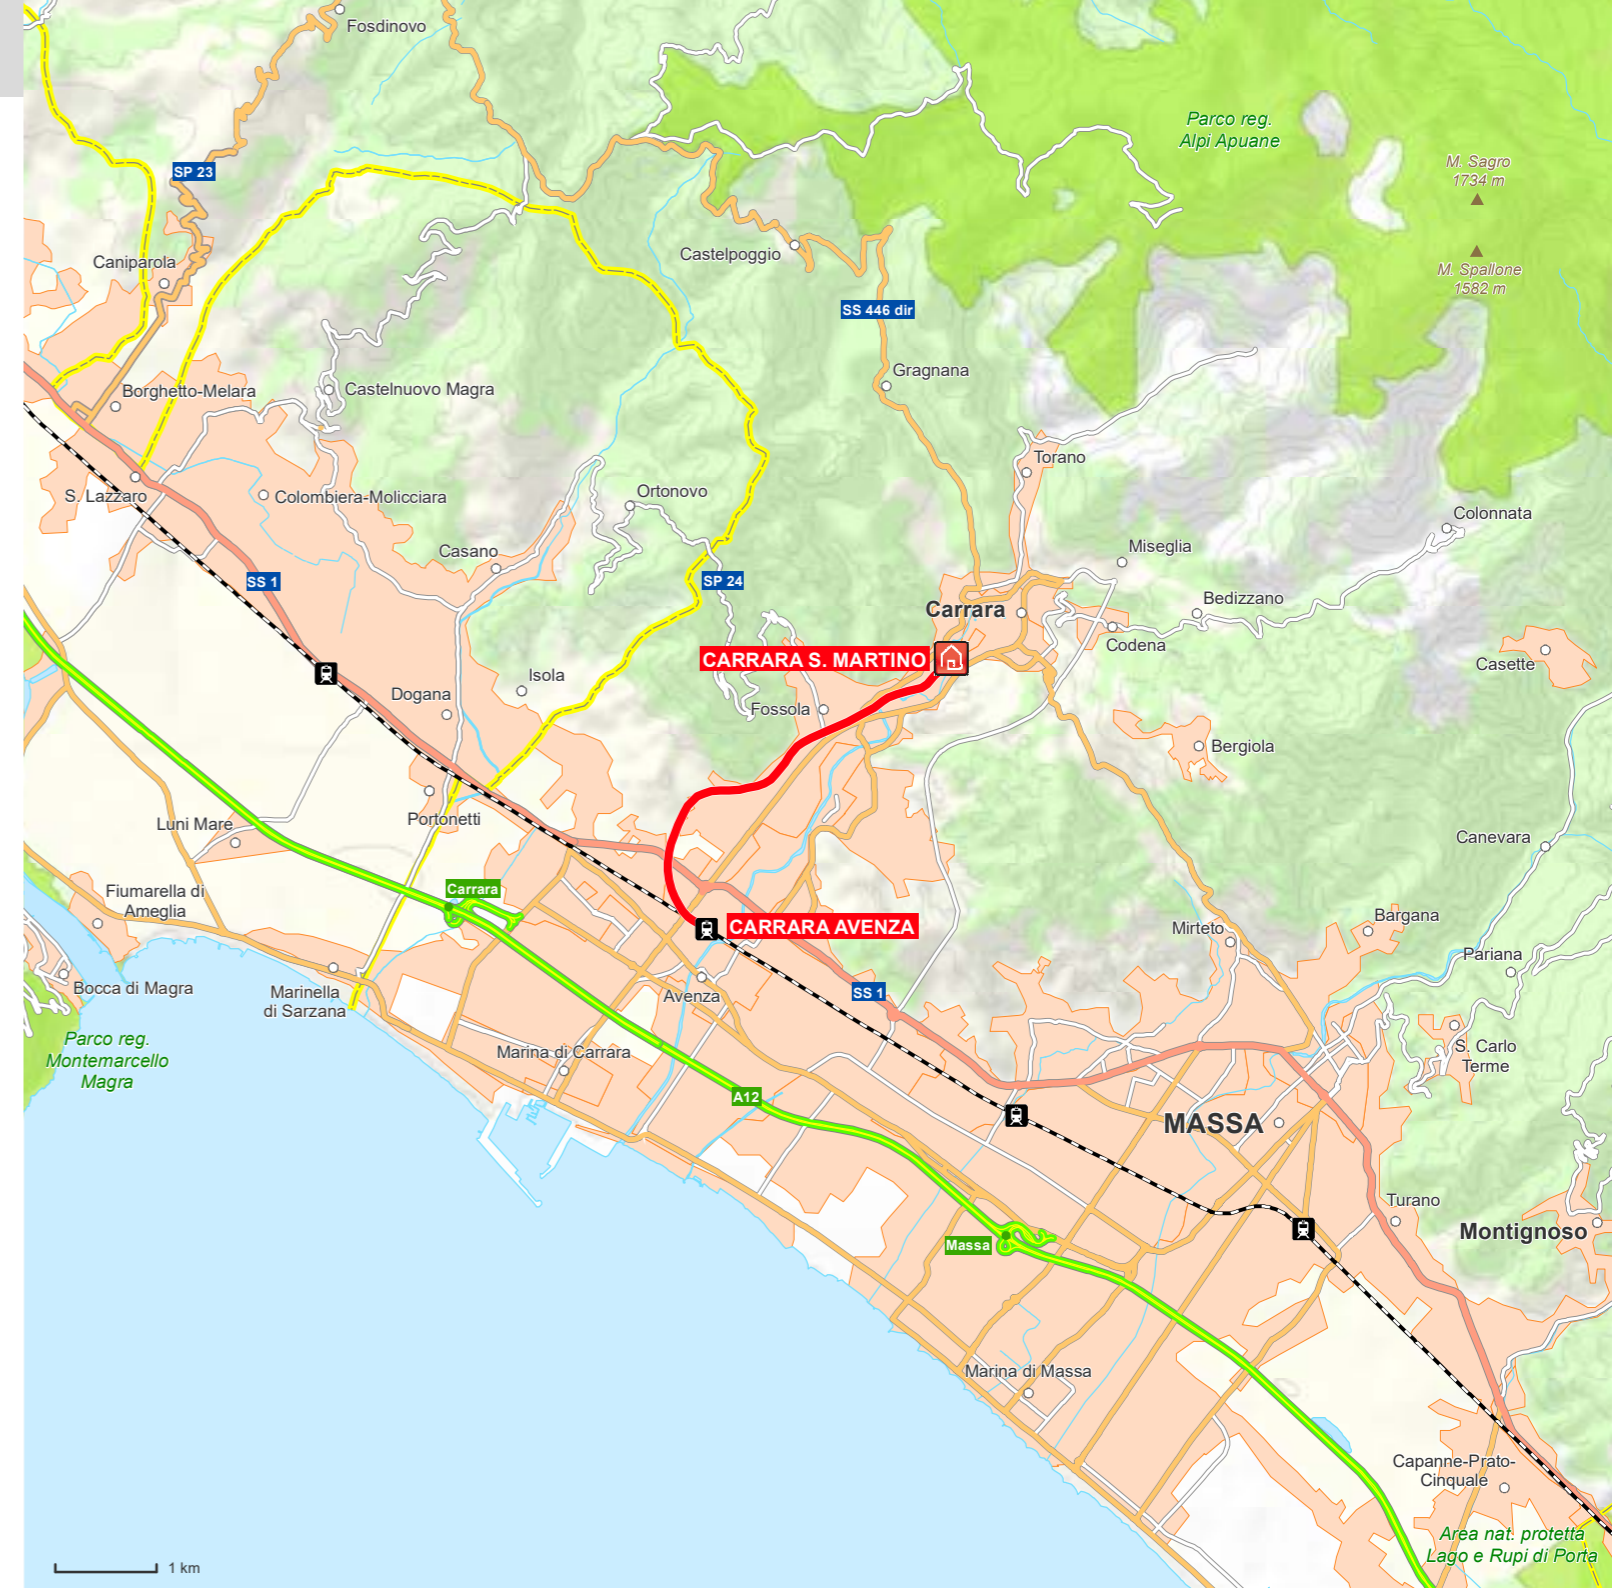 Fosdinovo
Parco reg.
Alpi Apuane
M. Sagro
1734 m
SP 23
Castelpoggio
Caniparola
M. Spallone
1582 m
SS 446 dir
Gragnana
Borghetto-Melara
Castelnuovo Magra
Torano
S. Lazzaro
Colombiera-Molicciara
Ortonovo
Colonnata
Casano
Miseglia
SS 1
SP 24
Carrara
Bedizzano
Codena
CARRARA S. MARTINO
Casette
Isola
Dogana
Fossola
Bergiola
Portonetti
Luni Mare
Canevara
Fiumarella di
Ameglia
Carrara
CARRARA AVENZA
Bargana
Mirteto
Pariana
Bocca di Magra
Marinella
di Sarzana
Avenza
SS 1
Parco reg.
Montemarcello
Magra
Marina di Carrara
S. Carlo
Terme
A12
MASSA
Turano
Montignoso
Massa
Marina di Massa
Capanne-Prato-
Cinquale
Area nat. protetta
Lago e Rupi di Porta
1 km